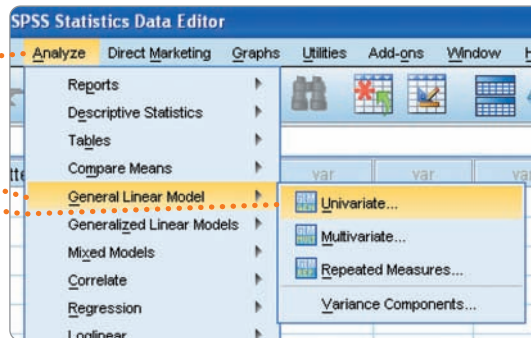 SPSS Statistics Data Editor
Analyze Direct Marketing Graphs Utilities Add-ons Window
Reports
Descriptive Statistics
Tables
Compare Means
General Linear Model
Generalized Linear Models
Mixed Models
Correlate
Regression
Loglinear
var var
Univariate...
Multivariate...
Repeated Measures...
Variance Components...